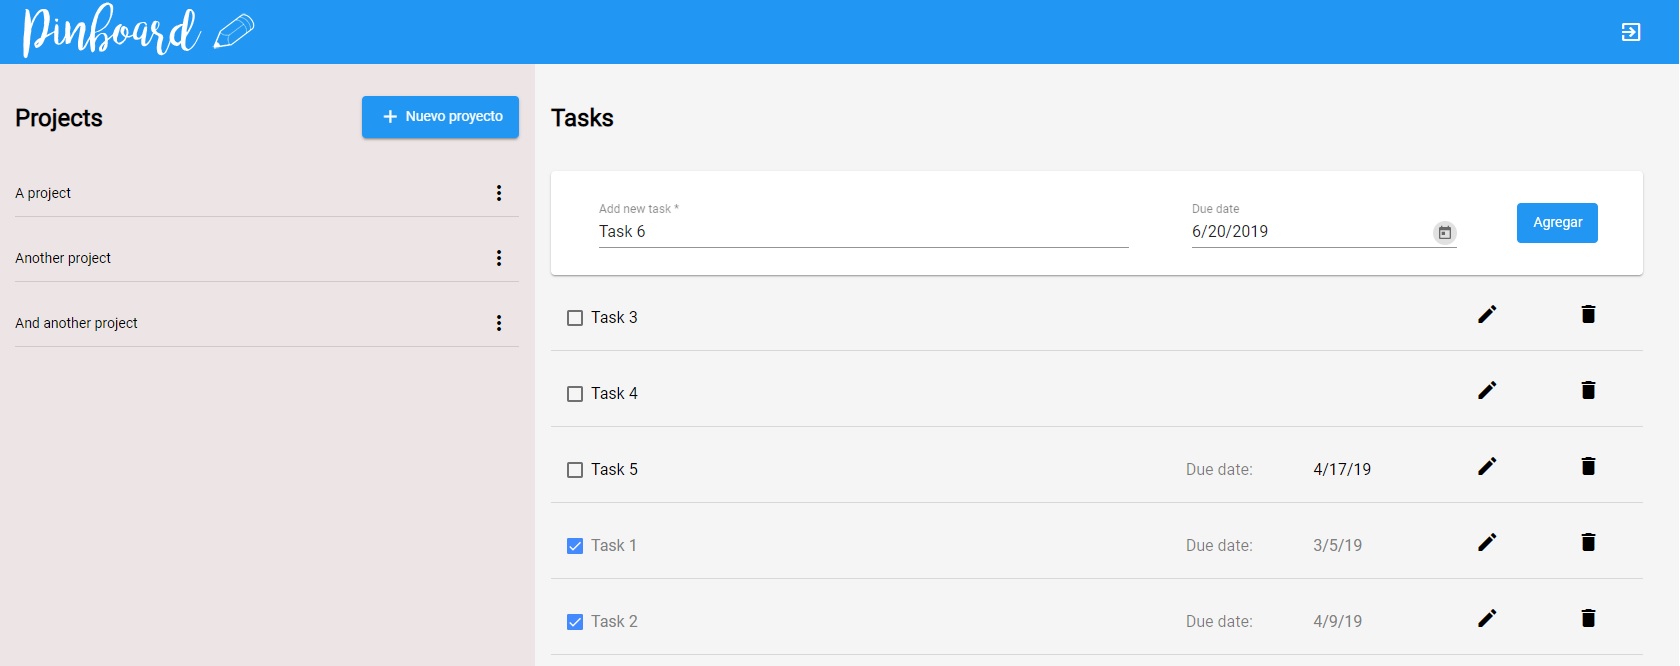 Pinboard
Projects
+ Nuevo proyecto
A project
Another project
And another project
Tasks
Add new task *
Task 6
Due date
6/20/2019
Agregar
Task 3
Task 4
Task 5 Due date: 4/17/19
Task 1 Due date: 3/5/19
Task 2 Due date: 4/9/19